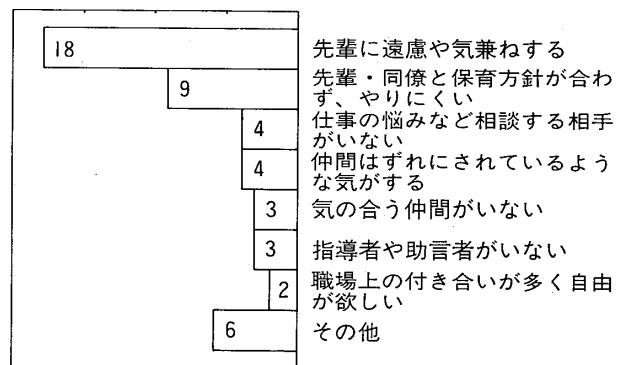 18 先輩に遠慮や気兼ねする
9 先輩・同僚と保育方針が合わ
ず、やりにくい
4 仕事の悩みなど相談する相手
がいない
4 仲間はずれにされているよう
な気がする
3 気の合う仲間がいない
3 指導者や助言者がいない
2 職場上の付き合いが多く自由
が欲しい
6 その他